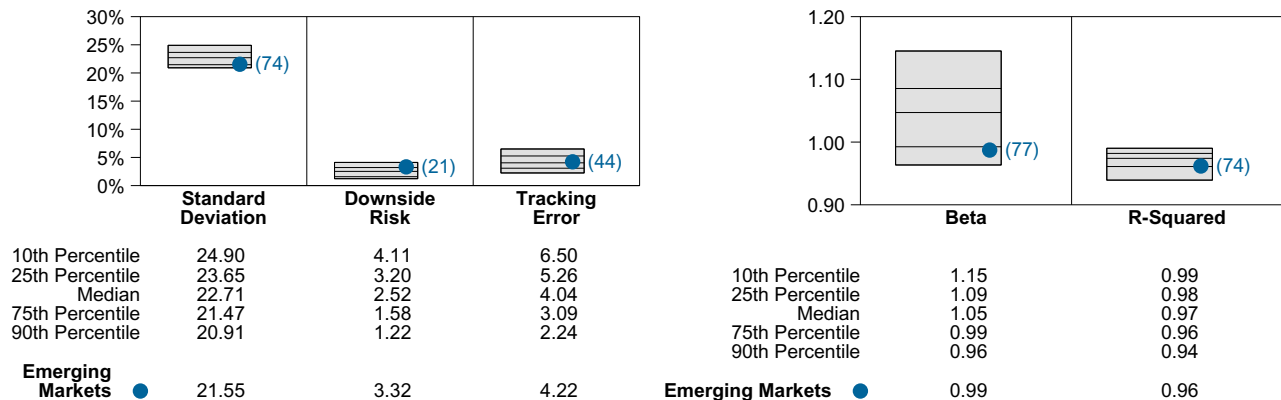 30%
25%
20%
15%
10%
5%
0%
(74)
(21)
(44)
Standard Deviation
Downside Risk
Tracking Error
10th Percentile 24.90 4.11 6.50
25th Percentile 23.65 3.20 5.26
Median 22.71 2.52 4.04
75th Percentile 21.47 1.58 3.09
90th Percentile 20.91 1.22 2.24
Emerging
Markets 21.55 3.32 4.22
1.20
1.10
1.00
0.90
(77)
(74)
Beta R-Squared
10th Percentile 1.15 0.99
25th Percentile 1.09 0.98
Median 1.05 0.97
75th Percentile 0.99 0.96
90th Percentile 0.96 0.94
Emerging Markets 0.99 0.96